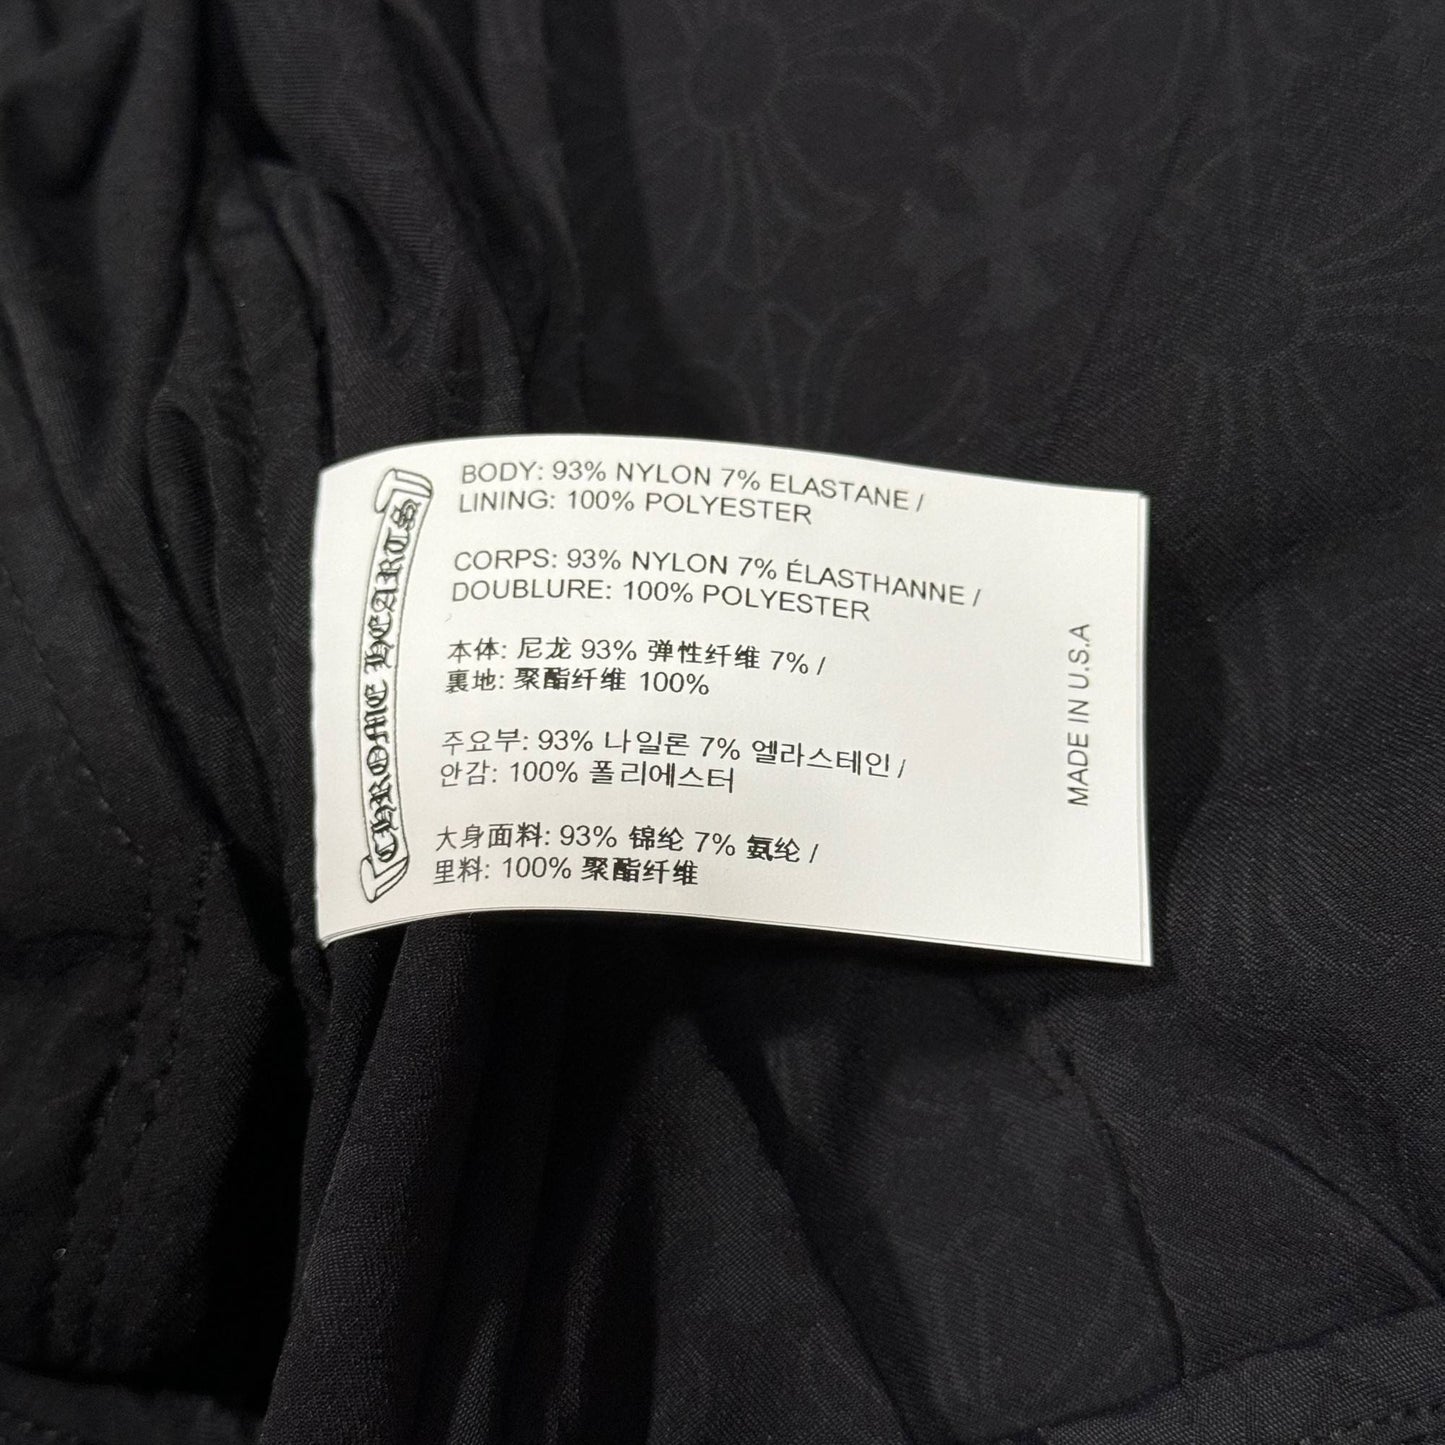 CHROME HEARTS
BODY: 93% NYLON 7% ELASTANE /
LINING: 100% POLYESTER
CORPS: 93% NYLON 7% ÉLASTHANNE /
DOUBLURE: 100% POLYESTER
本体: 尼龙 93% 弹性纤维 7% /
裏地: 聚酯纤维 100%
주요부: 93% 나일론 7% 엘라스테인 /
안감: 100% 폴리에스터
大身面料: 93% 锦纶 7% 氨纶 /
里料: 100% 聚酯纤维
MADE IN U.S.A